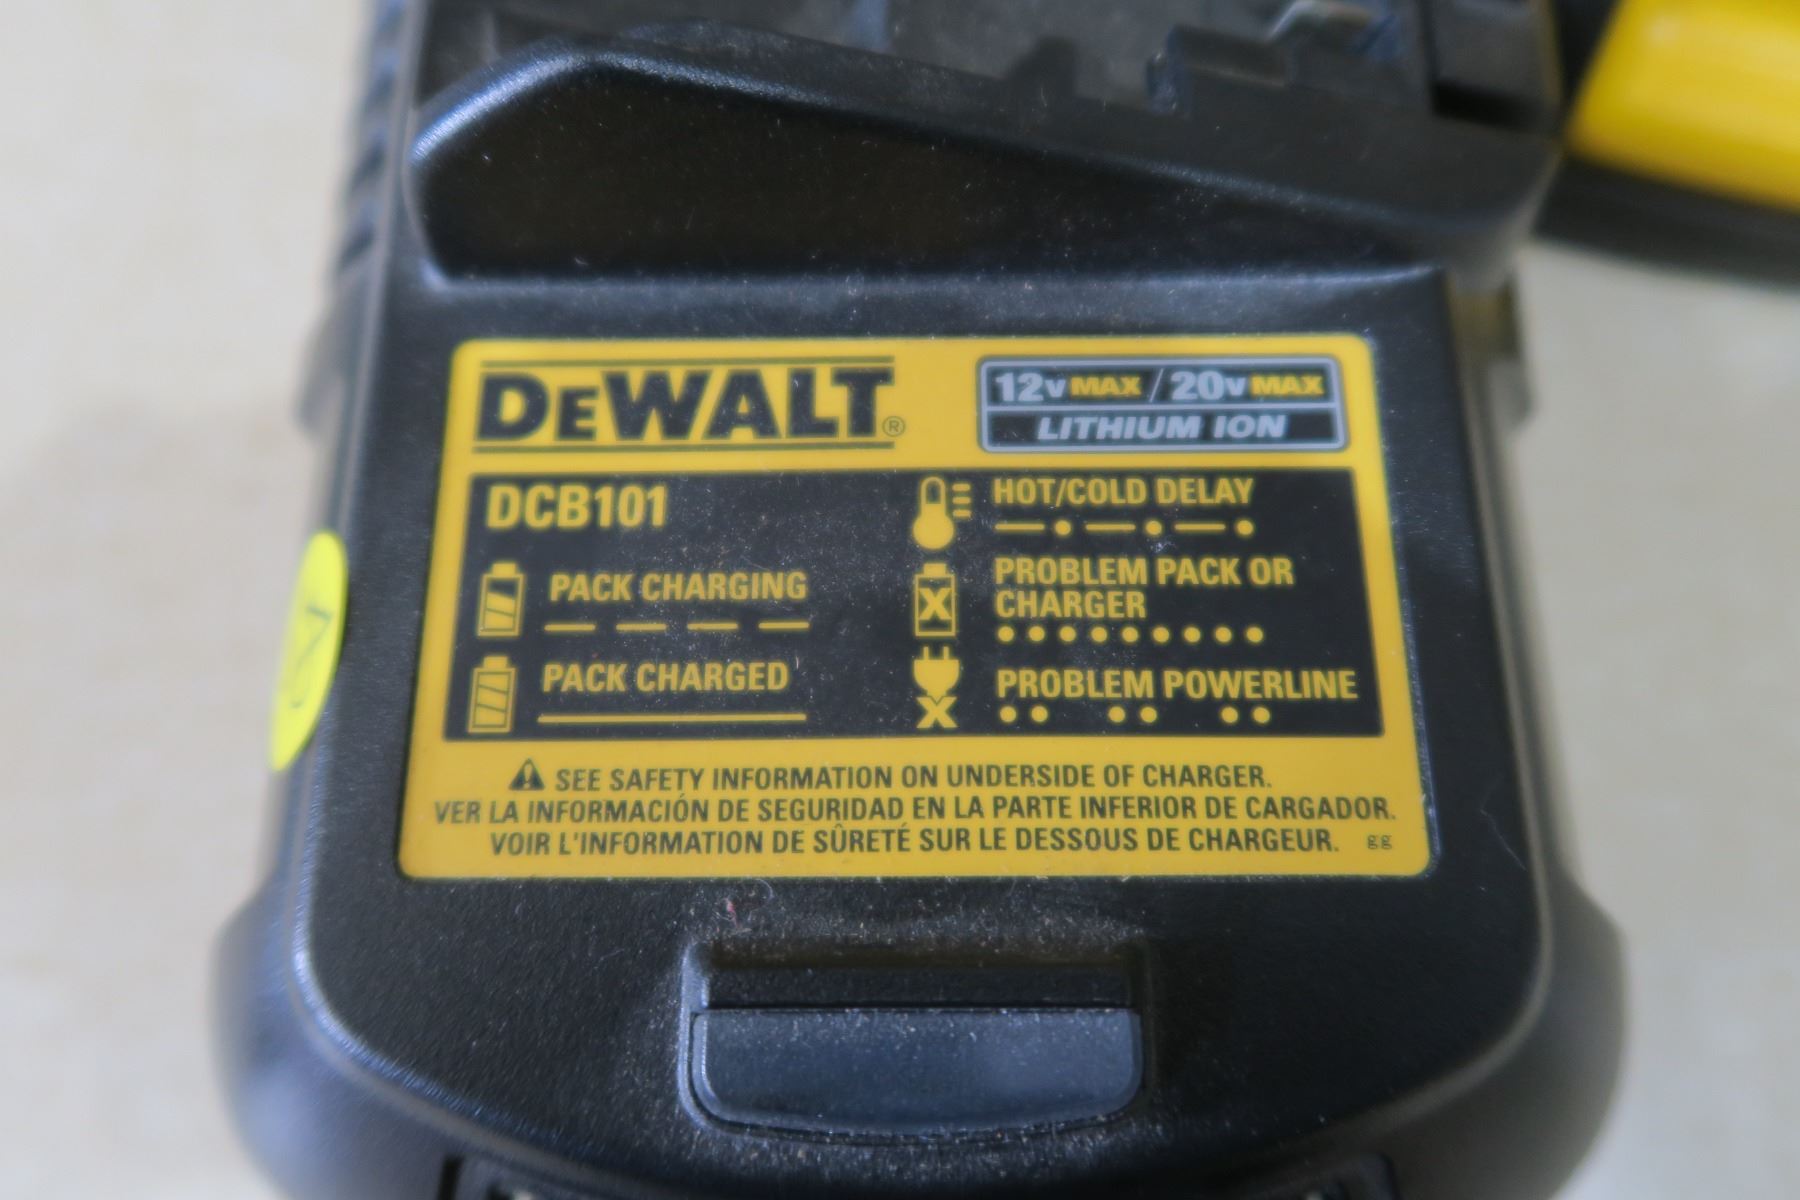 DEWALT®
12V MAX / 20V MAX
LITHIUM ION
DCB101
PACK CHARGING
PACK CHARGED
HOT/COLD DELAY
PROBLEM PACK OR
CHARGER
PROBLEM POWERLINE
SEE SAFETY INFORMATION ON UNDERSIDE OF CHARGER.
VER LA INFORMACIÓN DE SEGURIDAD EN LA PARTE INFERIOR DE CARGADOR.
VOIR L'INFORMATION DE SÛRETÉ SUR LE DESSOUS DE CHARGEUR. gg